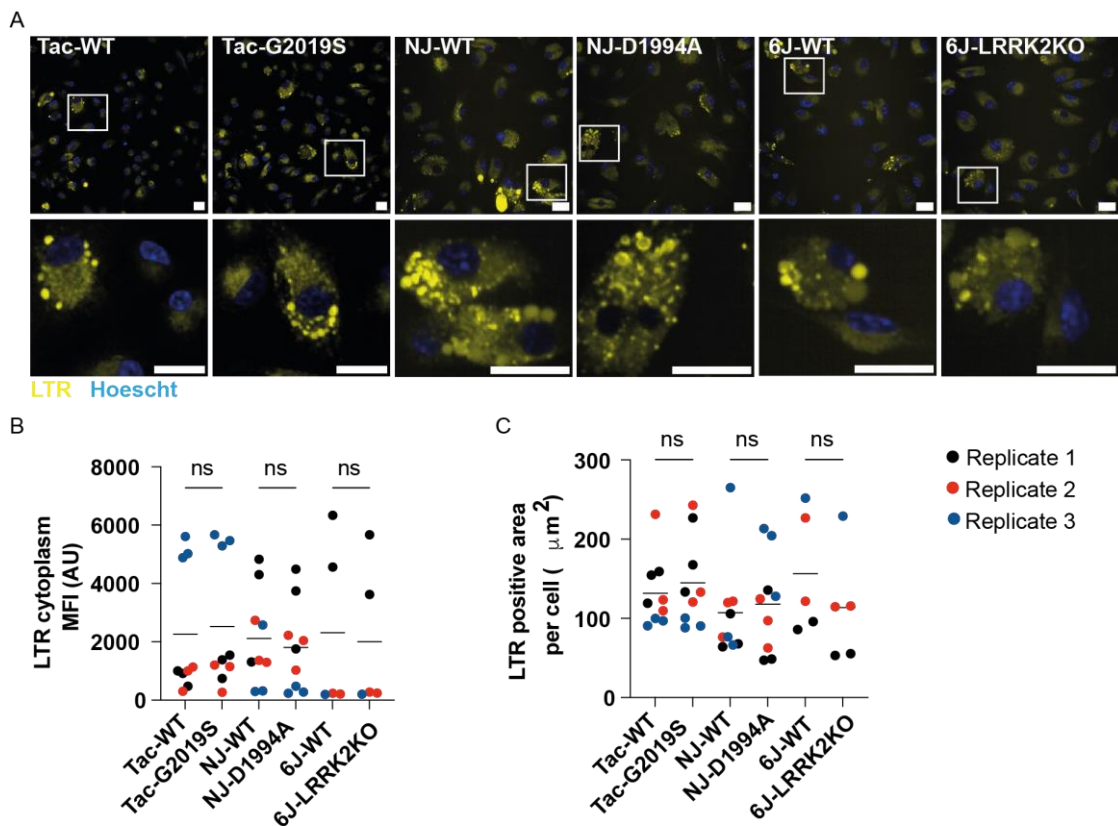 A
Tac-WT Tac-G2019S NJ-WT NJ-D1994A 6J-WT 6J-LRRK2KO
LTR Hoescht
B
LTR cytoplasm
MFI (AU)
8000
6000
4000
2000
0
ns ns ns
Tac-WT
Tac-G2019S
NJ-WT
NJ-D1994A
6J-WT
6J-LRRK2KO
C
LTR positive area
per cell ( μm²)
300
200
100
0
ns ns ns
Tac-WT
Tac-G2019S
NJ-WT
NJ-D1994A
6J-WT
6J-LRRK2KO
Replicate 1
Replicate 2
Replicate 3